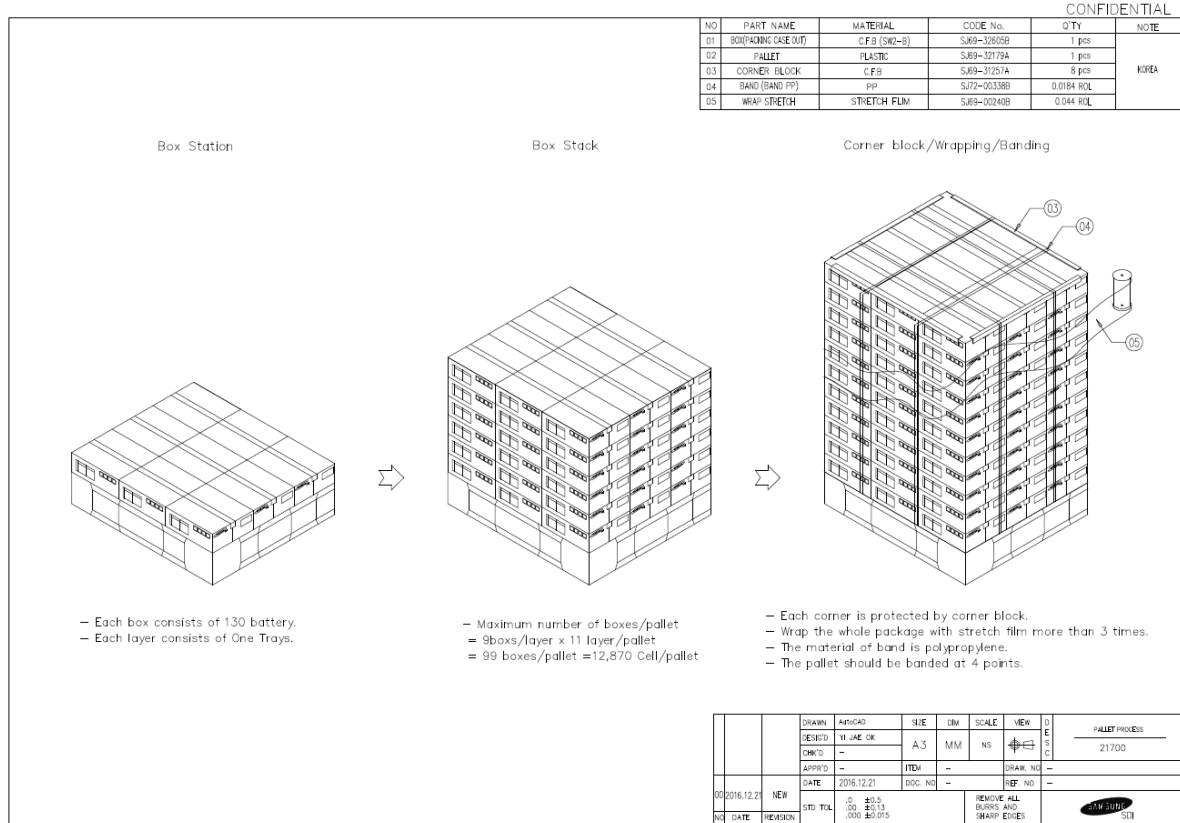 CONFIDENTIAL
NO PART NAME MATERIAL CODE No. Q'TY NOTE
01 BOX(PACKING CASE OUT) C.F.B (SW2-B) SJ69-32605B 1 pcs
02 PALLET PLASTIC SJ69-32179A 1 pcs
03 CORNER BLOCK C.F.B SJ69-31257A 8 pcs KOREA
04 BAND (BAND PP) PP SJ72-00338B 0.0184 ROL
05 WRAP STRETCH STRETCH FLIM SJ69-00240B 0.044 ROL
Box Station
Box Stack
Corner block/Wrapping/Banding
03
04
05
– Each box consists of 130 battery.
– Each layer consists of One Trays.
– Maximum number of boxes/pallet
= 9boxs/layer x 11 layer/pallet
= 99 boxes/pallet =12,870 Cell/pallet
– Each corner is protected by corner block.
– Wrap the whole package with stretch film more than 3 times.
– The material of band is polypropylene.
– The pallet should be banded at 4 points.
DRAWN AutoCAD SIZE DIM SCALE VIEW DESC PALLET PROCESS
DESIG'D YI JAE OK A3 MM NS 21700
CHK'D –
APPR'D – ITEM – DRAW. NO –
DATE 2016.12.21 DOC. NO – REF. NO –
00 2016.12.21 NEW
NO DATE REVISION
STD TOL .0 ±0.5
.00 ±0.13
.000 ±0.015
REMOVE ALL
BURRS AND
SHARP EDGES
SAMSUNG
SDI